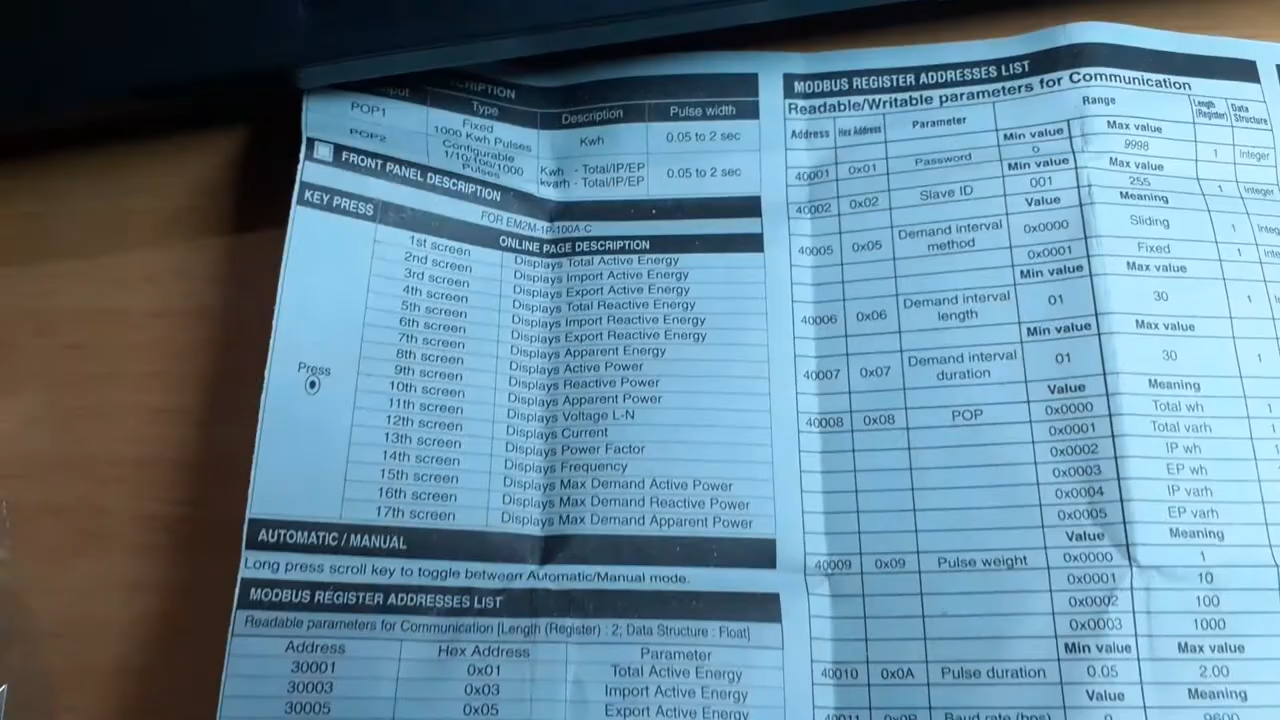 Type Description Pulse width
POP1 Fixed 1000 Kwh Pulses Kwh 0.05 to 2 sec
POP2 Configurable 1/10/100/1000 Pulses Kwh - Total/IP/EP kvarh - Total/IP/EP 0.05 to 2 sec
FRONT PANEL DESCRIPTION
FOR EM2M-1P-100A-C
KEY PRESS ONLINE PAGE DESCRIPTION
Press
1st screen Displays Total Active Energy
2nd screen Displays Import Active Energy
3rd screen Displays Export Active Energy
4th screen Displays Total Reactive Energy
5th screen Displays Import Reactive Energy
6th screen Displays Export Reactive Energy
7th screen Displays Apparent Energy
8th screen Displays Active Power
9th screen Displays Reactive Power
10th screen Displays Apparent Power
11th screen Displays Voltage L-N
12th screen Displays Current
13th screen Displays Power Factor
14th screen Displays Frequency
15th screen Displays Max Demand Active Power
16th screen Displays Max Demand Reactive Power
17th screen Displays Max Demand Apparent Power
AUTOMATIC / MANUAL
Long press scroll key to toggle between Automatic/Manual mode.
MODBUS REGISTER ADDRESSES LIST
Readable parameters for Communication [Length (Register) : 2; Data Structure : Float]
Address Hex Address Parameter
30001 0x01 Total Active Energy
30003 0x03 Import Active Energy
30005 0x05 Export Active Energy
MODBUS REGISTER ADDRESSES LIST
Readable/Writable parameters for Communication
Address Hex Address Parameter Range Length (Register) Data Structure
Min value Max value
40001 0x01 Password 0 9998 1 Integer
Min value Max value
40002 0x02 Slave ID 001 255 1 Integer
Value Meaning
40005 0x05 Demand interval method 0x0000 Sliding 1
0x0001 Fixed 1
Min value Max value
40006 0x06 Demand interval length 01 30 1
Min value Max value
40007 0x07 Demand interval duration 01 30 1
Value Meaning
40008 0x08 POP 0x0000 Total wh 1
0x0001 Total varh 1
0x0002 IP wh
0x0003 EP wh
0x0004 IP varh
0x0005 EP varh
Value Meaning
40009 0x09 Pulse weight 0x0000 1
0x0001 10
0x0002 100
0x0003 1000
Min value Max value
40010 0x0A Pulse duration 0.05 2.00
Value Meaning
40011 0x0B Baud rate (bps) 0 9600